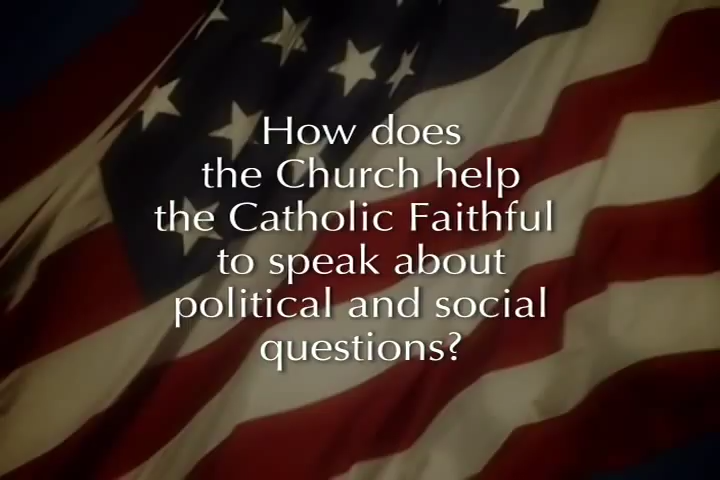 How does
the Church help
the Catholic Faithful
to speak about
political and social
questions?